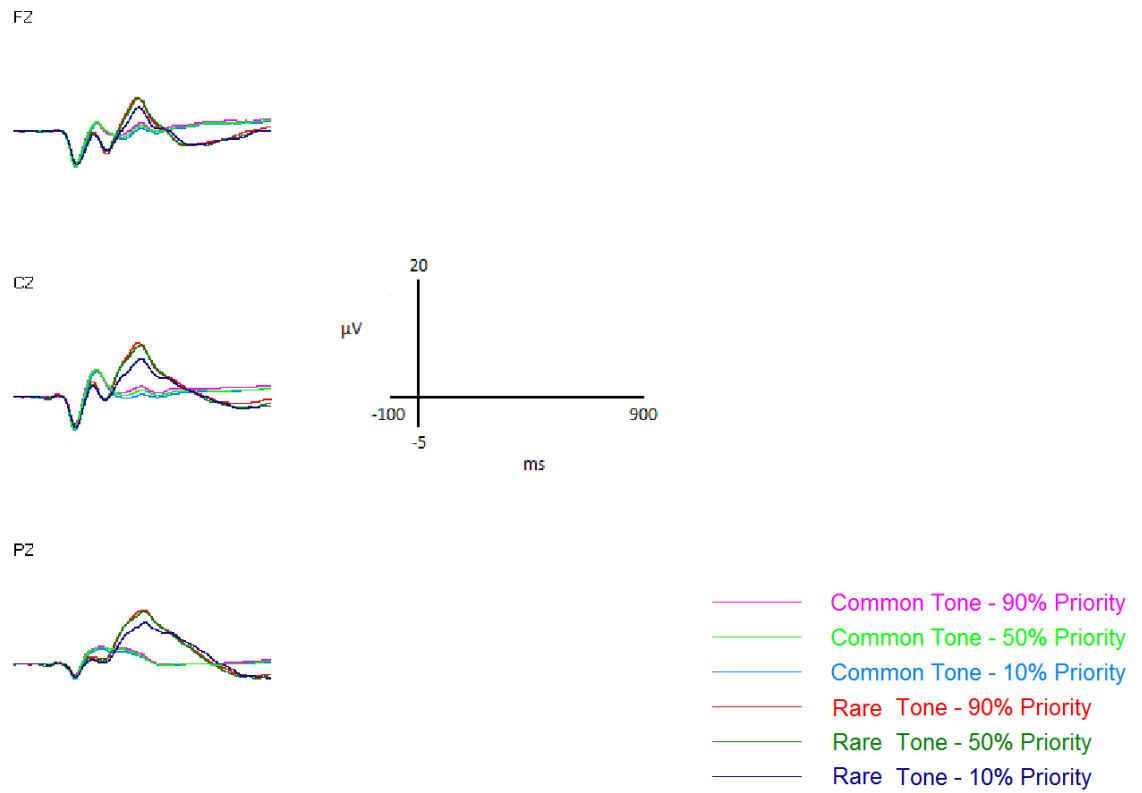 FZ
CZ
20
μV
-100
900
-5
ms
PZ
Common Tone - 90% Priority
Common Tone - 50% Priority
Common Tone - 10% Priority
Rare Tone - 90% Priority
Rare Tone - 50% Priority
Rare Tone - 10% Priority